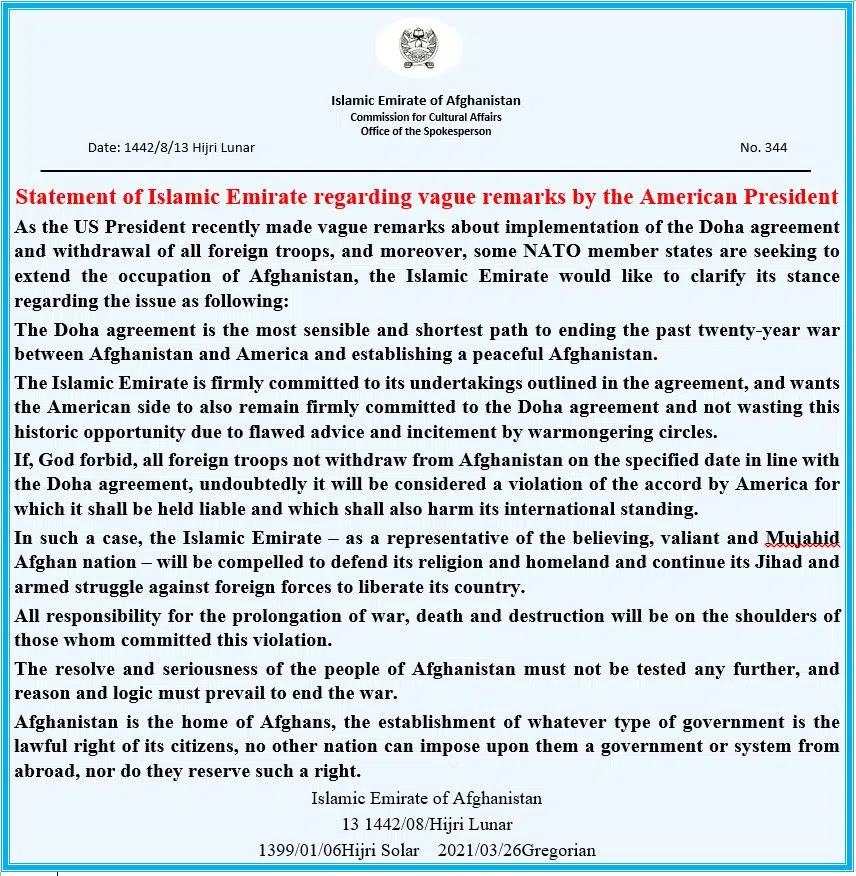 Islamic Emirate of Afghanistan
Commission for Cultural Affairs
Office of the Spokesperson
Date: 1442/8/13 Hijri Lunar No. 344
Statement of Islamic Emirate regarding vague remarks by the American President
As the US President recently made vague remarks about implementation of the Doha agreement
and withdrawal of all foreign troops, and moreover, some NATO member states are seeking to
extend the occupation of Afghanistan, the Islamic Emirate would like to clarify its stance
regarding the issue as following:
The Doha agreement is the most sensible and shortest path to ending the past twenty-year war
between Afghanistan and America and establishing a peaceful Afghanistan.
The Islamic Emirate is firmly committed to its undertakings outlined in the agreement, and wants
the American side to also remain firmly committed to the Doha agreement and not wasting this
historic opportunity due to flawed advice and incitement by warmongering circles.
If, God forbid, all foreign troops not withdraw from Afghanistan on the specified date in line with
the Doha agreement, undoubtedly it will be considered a violation of the accord by America for
which it shall be held liable and which shall also harm its international standing.
In such a case, the Islamic Emirate – as a representative of the believing, valiant and Mujahid
Afghan nation – will be compelled to defend its religion and homeland and continue its Jihad and
armed struggle against foreign forces to liberate its country.
All responsibility for the prolongation of war, death and destruction will be on the shoulders of
those whom committed this violation.
The resolve and seriousness of the people of Afghanistan must not be tested any further, and
reason and logic must prevail to end the war.
Afghanistan is the home of Afghans, the establishment of whatever type of government is the
lawful right of its citizens, no other nation can impose upon them a government or system from
abroad, nor do they reserve such a right.
Islamic Emirate of Afghanistan
13 1442/08/Hijri Lunar
1399/01/06Hijri Solar 2021/03/26Gregorian